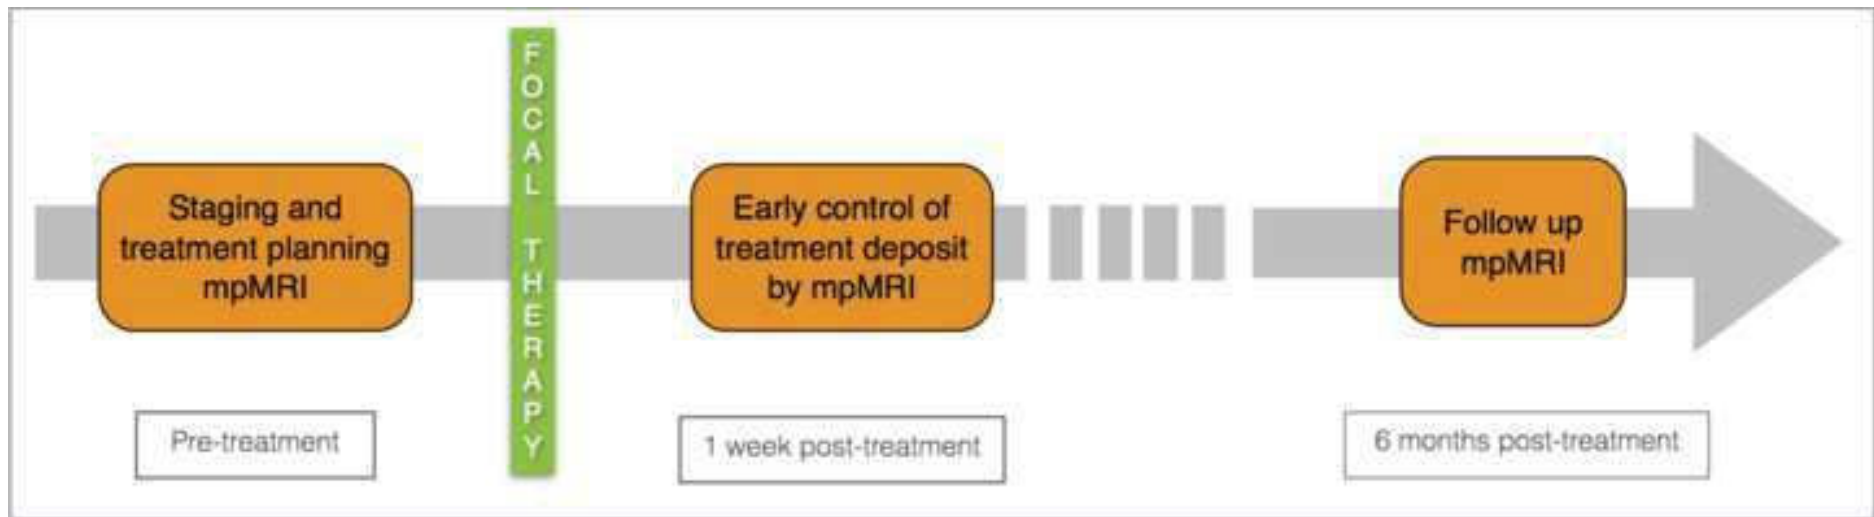 FOCAL THERAPY
Staging and
treatment planning
mpMRI
Early control of
treatment deposit
by mpMRI
Follow up
mpMRI
Pre-treatment
1 week post-treatment
6 months post-treatment